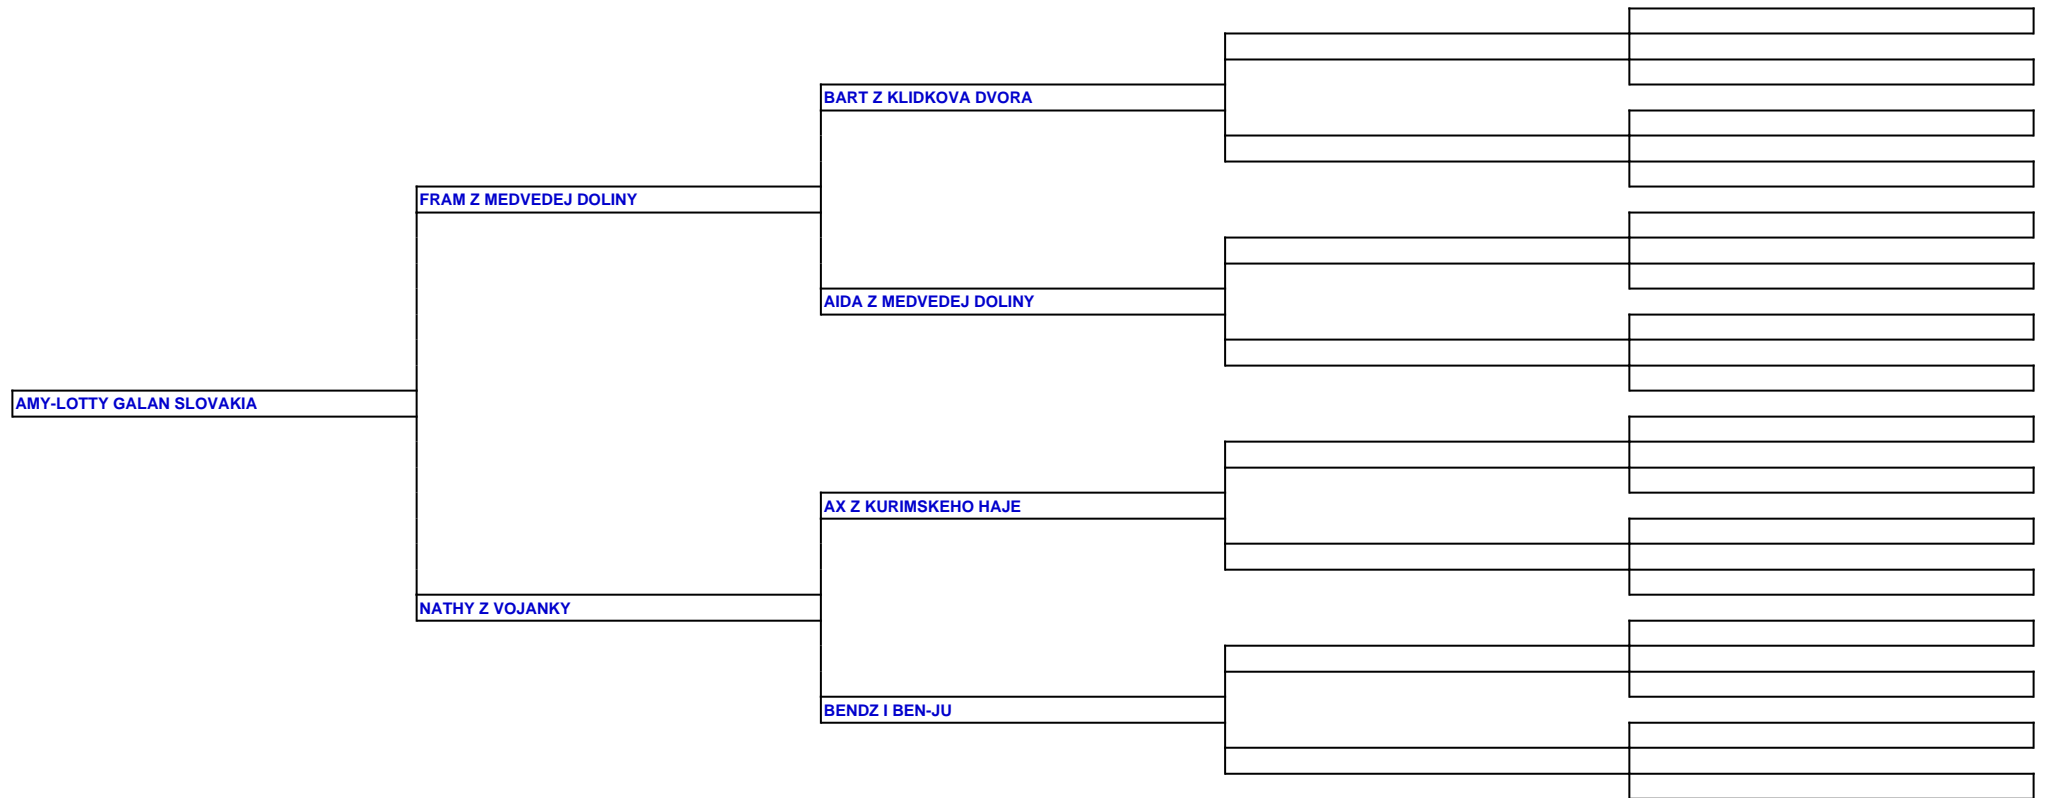 BART Z KLIDKOVA DVORA
FRAM Z MEDVEDEJ DOLINY
AIDA Z MEDVEDEJ DOLINY
AMY-LOTTY GALAN SLOVAKIA
AX Z KURIMSKEHO HAJE
NATHY Z VOJANKY
BENDZ I BEN-JU